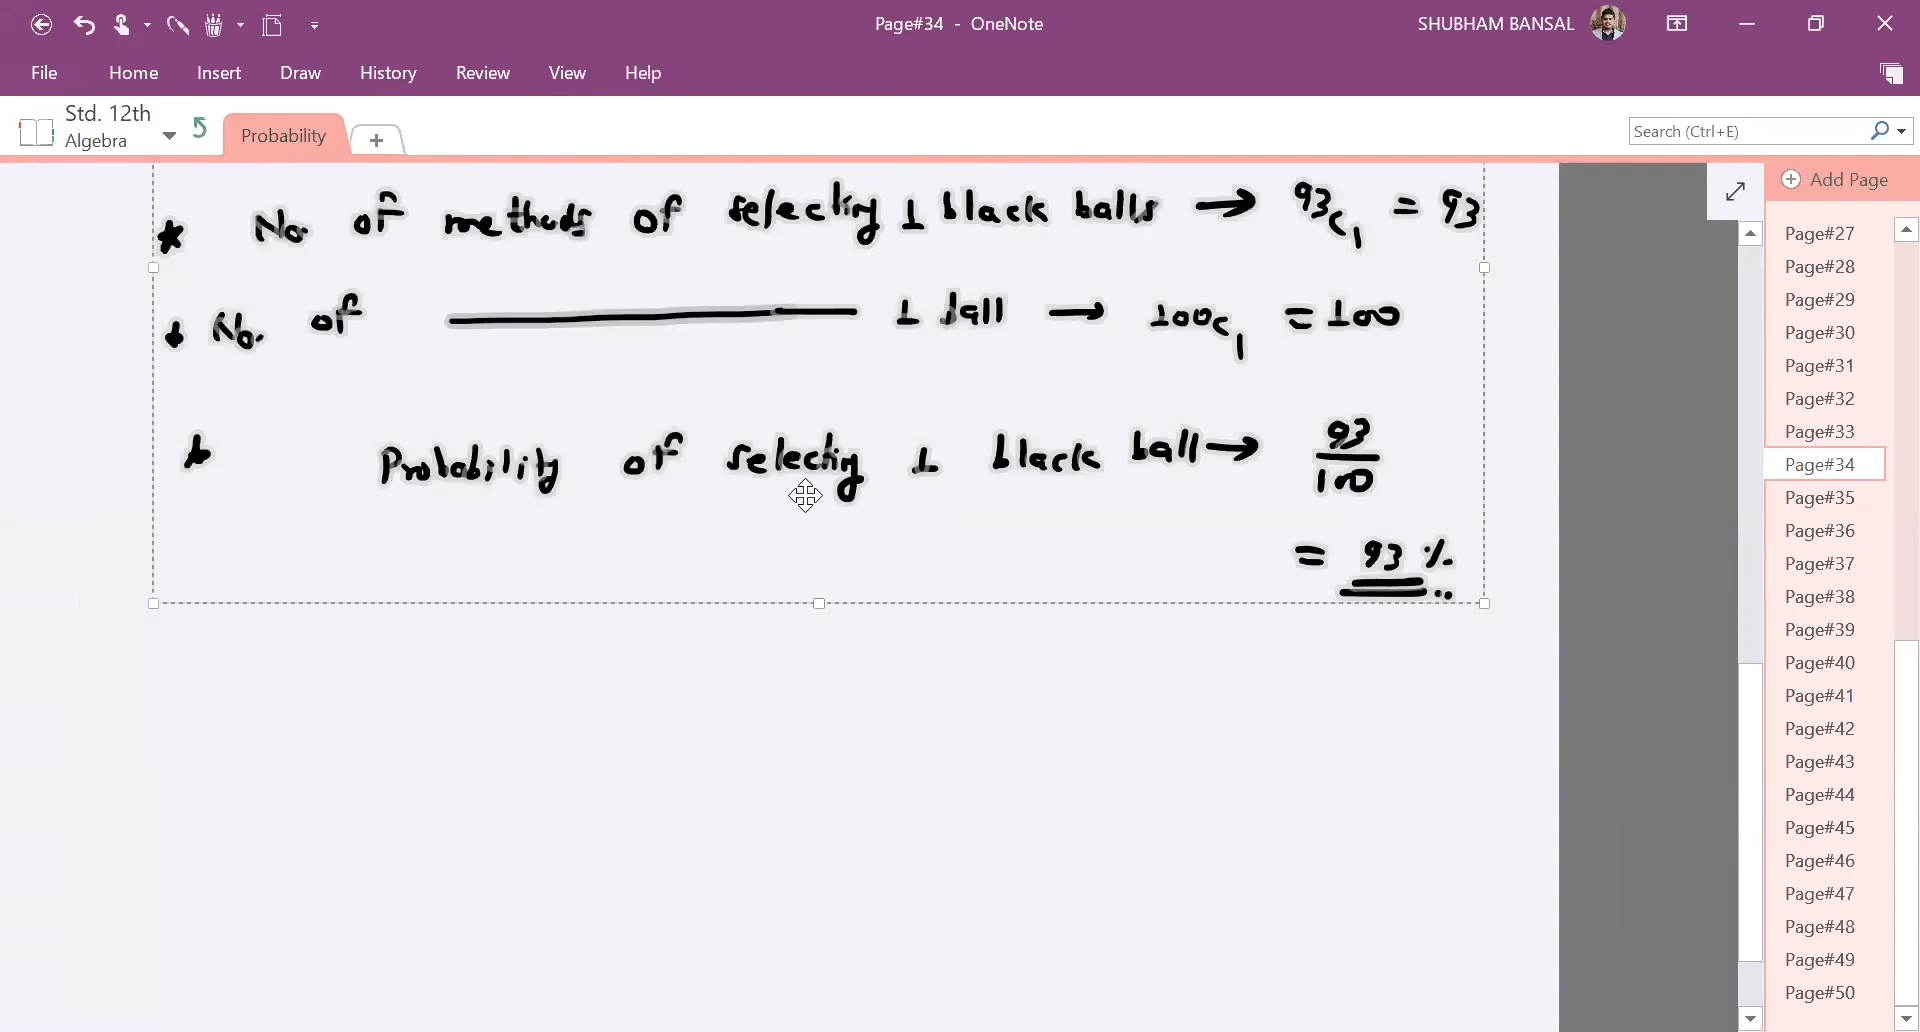 Page#34 - OneNote
SHUBHAM BANSAL
File Home Insert Draw History Review View Help
Std. 12th
Algebra
Probability
Search (Ctrl+E)
Add Page
* No. of methods of selecting 1 black balls → 93C1 = 93
* No. of 1 ball → 100C1 = 100
* Probability of selecting 1 black ball → 93/100
= 93 %
Page#27
Page#28
Page#29
Page#30
Page#31
Page#32
Page#33
Page#34
Page#35
Page#36
Page#37
Page#38
Page#39
Page#40
Page#41
Page#42
Page#43
Page#44
Page#45
Page#46
Page#47
Page#48
Page#49
Page#50